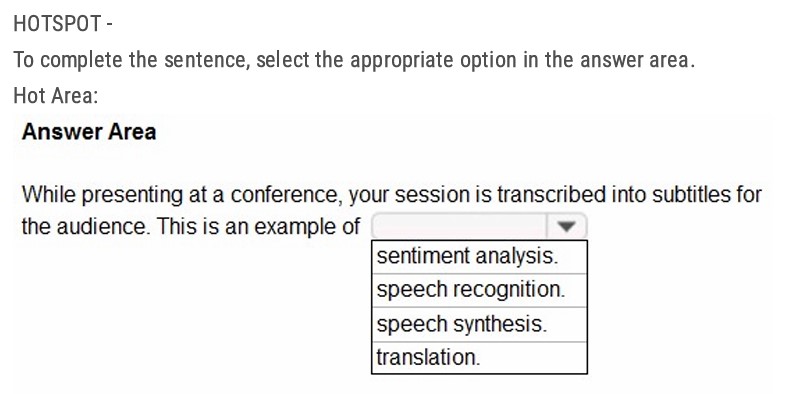 HOTSPOT -
To complete the sentence, select the appropriate option in the answer area.
Hot Area:
Answer Area
While presenting at a conference, your session is transcribed into subtitles for
the audience. This is an example of
sentiment analysis.
speech recognition.
speech synthesis.
translation.